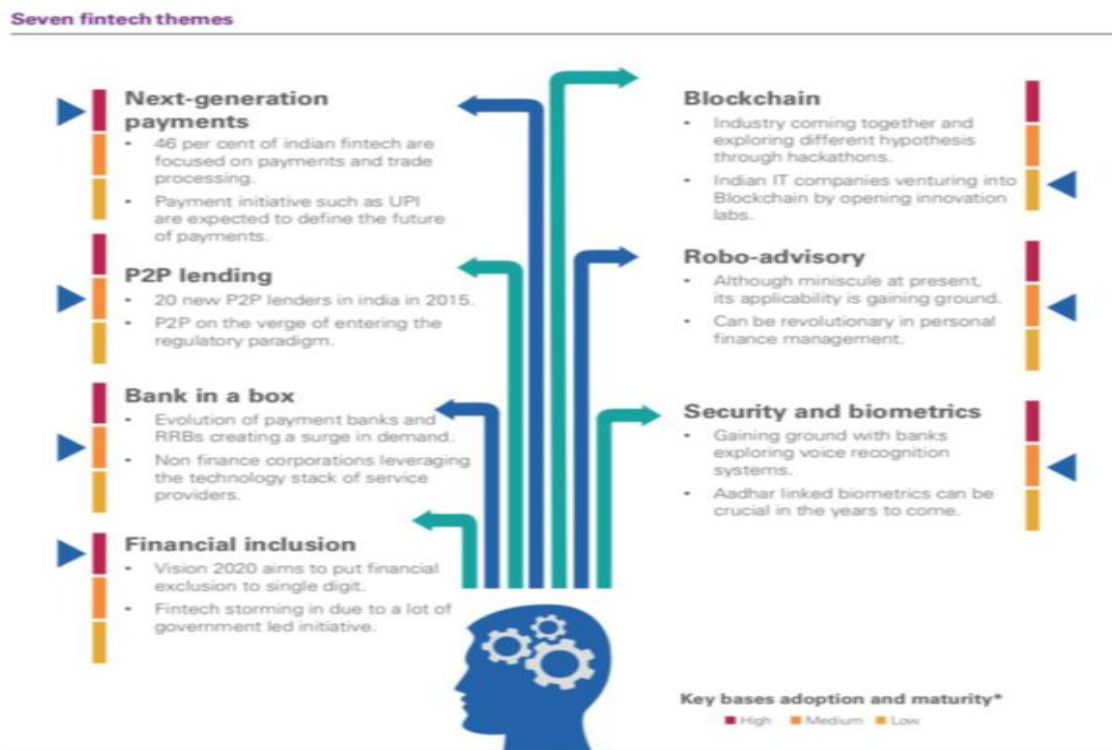 Seven fintech themes
Next-generation
payments
• 46 per cent of indian fintech are
focused on payments and trade
processing.
• Payment initiative such as UPI
are expected to define the future
of payments.
P2P lending
• 20 new P2P lenders in india in 2015.
• P2P on the verge of entering the
regulatory paradigm.
Bank in a box
• Evolution of payment banks and
RRBs creating a surge in demand.
• Non finance corporations leveraging
the technology stack of service
providers.
Financial inclusion
• Vision 2020 aims to put financial
exclusion to single digit.
• Fintech storming in due to a lot of
government led initiative.
Blockchain
• Industry coming together and
exploring different hypothesis
through hackathons.
• Indian IT companies venturing into
Blockchain by opening innovation
labs.
Robo-advisory
• Although miniscule at present,
its applicability is gaining ground.
• Can be revolutionary in personal
finance management.
Security and biometrics
• Gaining ground with banks
exploring voice recognition
systems.
• Aadhar linked biometrics can be
crucial in the years to come.
Key bases adoption and maturity*
High Medium Low